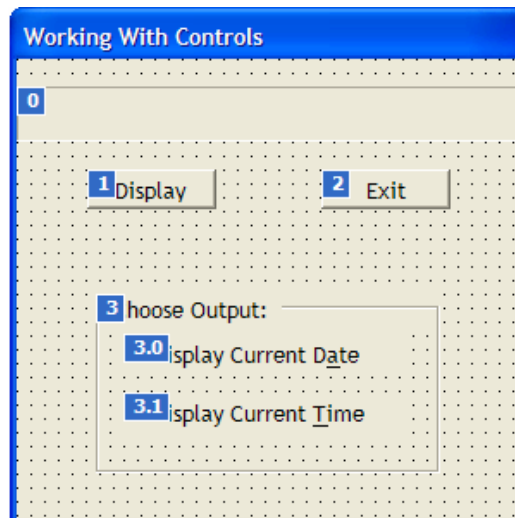 Working With Controls
0
1 Display
2 Exit
3 hoose Output:
3.0 isplay Current Date
3.1 isplay Current Time